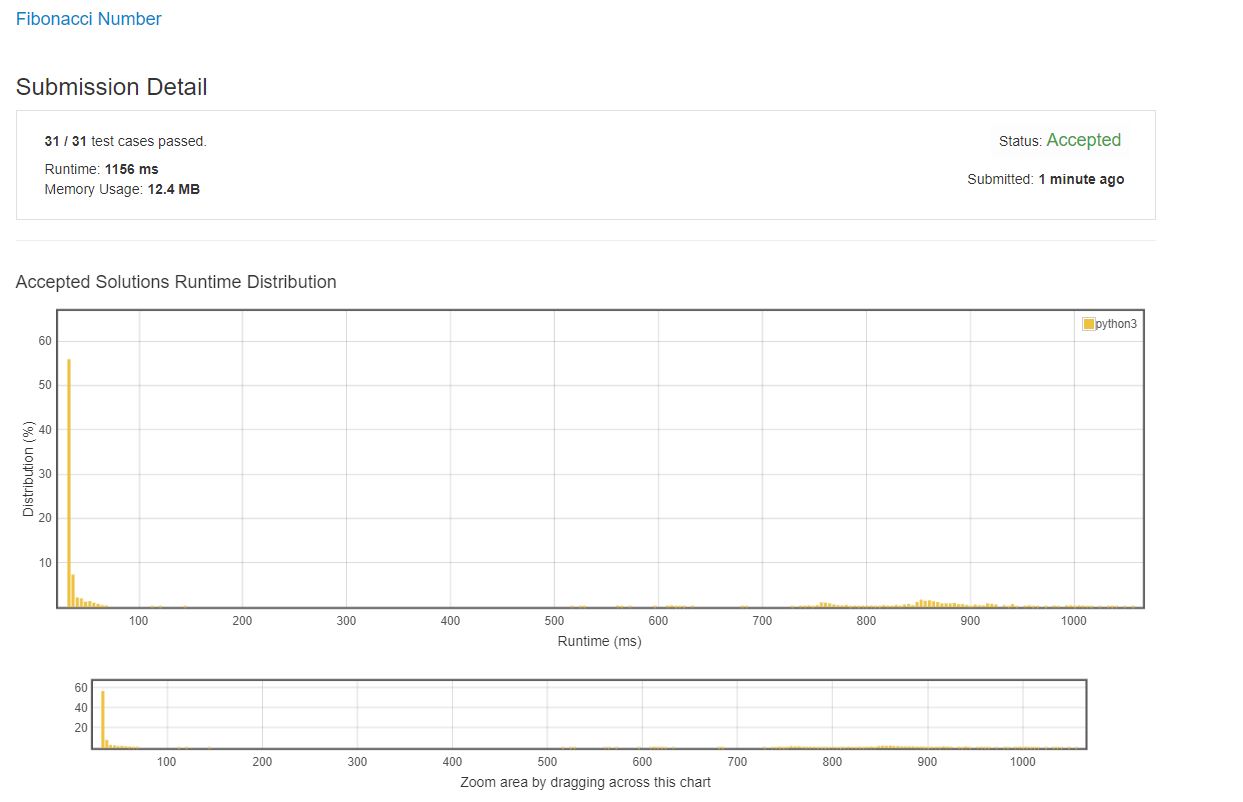 Fibonacci Number
Submission Detail
31 / 31 test cases passed.
Status: Accepted
Runtime: 1156 ms
Submitted: 1 minute ago
Memory Usage: 12.4 MB
Accepted Solutions Runtime Distribution
python3
60
50
40
30
20
10
Distribution (%)
100 200 300 400 500 600 700 800 900 1000
Runtime (ms)
60
40
20
100 200 300 400 500 600 700 800 900 1000
Zoom area by dragging across this chart